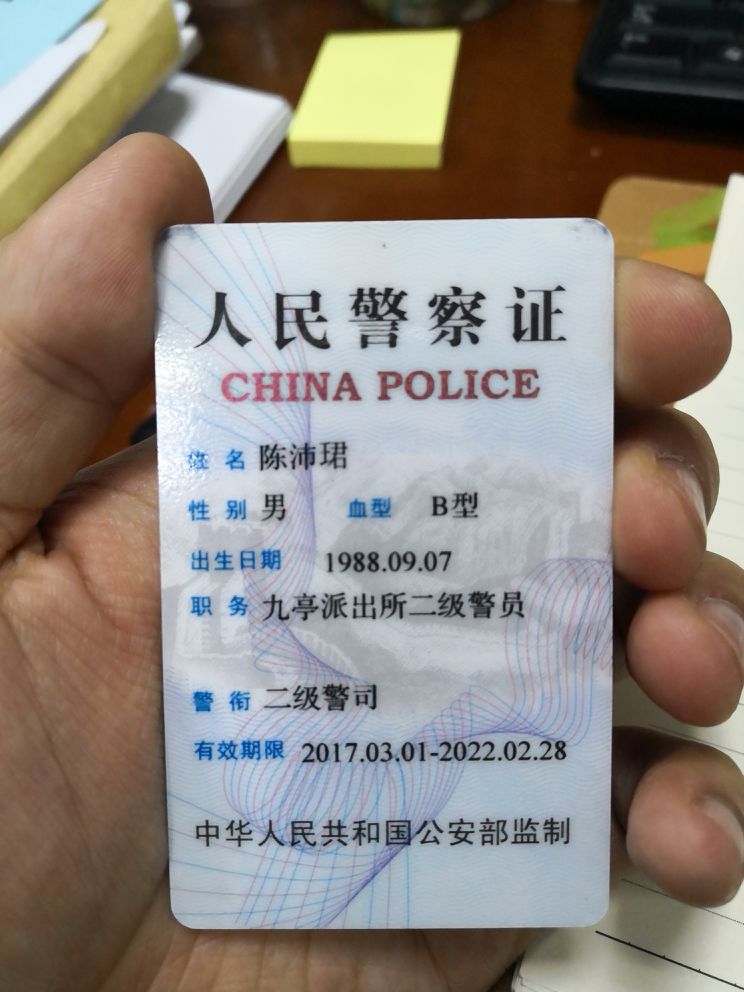 人民警察证
CHINA POLICE
姓名 陈沛珺
性别 男 血型 B型
出生日期 1988.09.07
职务 九亭派出所二级警员
警衔 二级警司
有效期限 2017.03.01-2022.02.28
中华人民共和国公安部监制